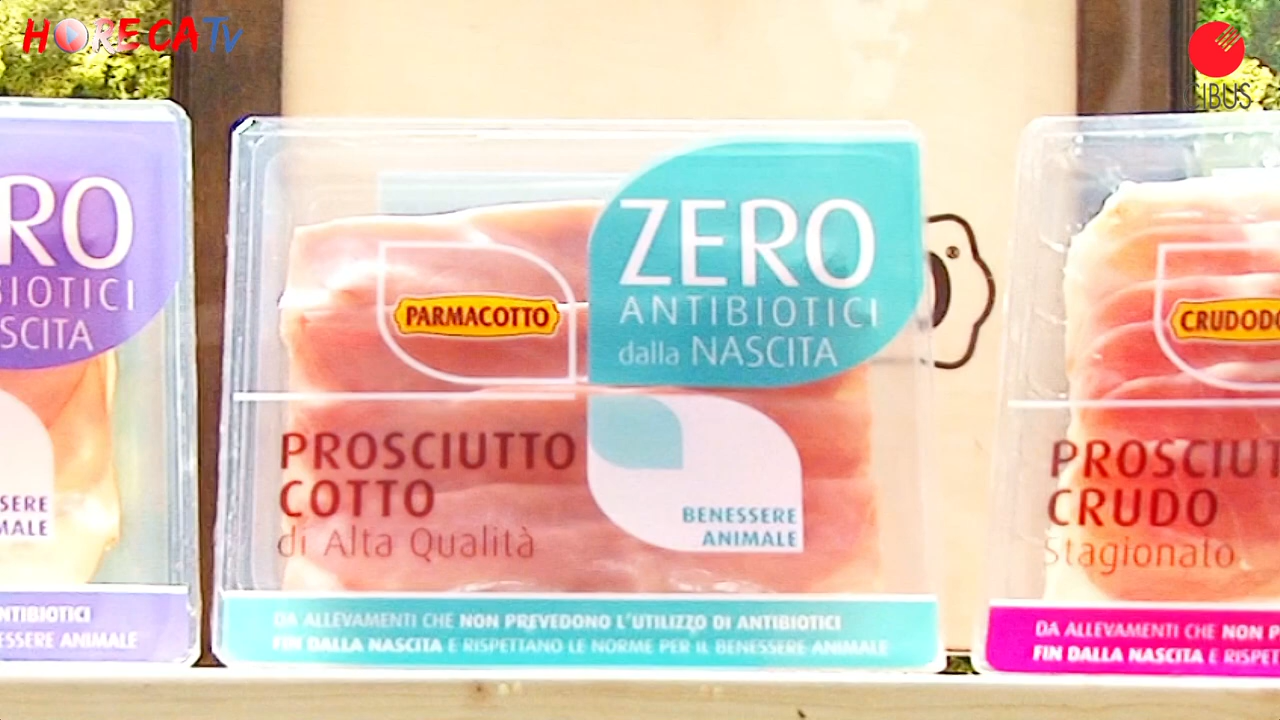 HORECATV
CIBUS
RO
BIOTICI
SCITA
SERE
MALE
NTIBIOTICI
ESSERE ANIMALE
ZERO
ANTIBIOTICI
dalla NASCITA
PARMACOTTO
PROSCIUTTO
COTTO
di Alta Qualità
BENESSERE
ANIMALE
DA ALLEVAMENTI CHE NON PREVEDONO L'UTILIZZO DI ANTIBIOTICI
FIN DALLA NASCITA E RISPETTANO LE NORME PER IL BENESSERE ANIMALE
CRUDODO
PROSCIUT
CRUDO
Stagionato
DA ALLEVAMENTI CHE NON P
FIN DALLA NASCITA E RISPET